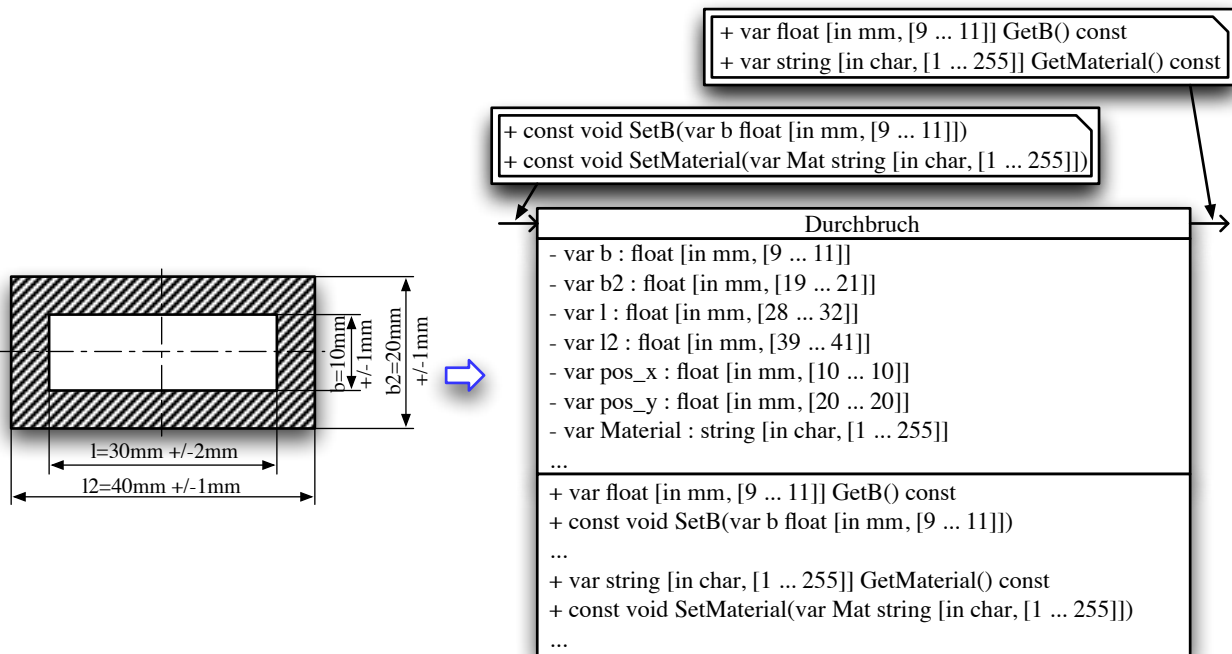 + var float [in mm, [9 ... 11]] GetB() const
+ var string [in char, [1 ... 255]] GetMaterial() const
+ const void SetB(var b float [in mm, [9 ... 11]])
+ const void SetMaterial(var Mat string [in char, [1 ... 255]])
Durchbruch
- var b : float [in mm, [9 ... 11]]
- var b2 : float [in mm, [19 ... 21]]
- var l : float [in mm, [28 ... 32]]
- var l2 : float [in mm, [39 ... 41]]
- var pos_x : float [in mm, [10 ... 10]]
- var pos_y : float [in mm, [20 ... 20]]
- var Material : string [in char, [1 ... 255]]
...
+ var float [in mm, [9 ... 11]] GetB() const
+ const void SetB(var b float [in mm, [9 ... 11]])
...
+ var string [in char, [1 ... 255]] GetMaterial() const
+ const void SetMaterial(var Mat string [in char, [1 ... 255]])
...
b=10mm
+/-1mm
b2=20mm
+/-1mm
l=30mm +/-2mm
l2=40mm +/-1mm